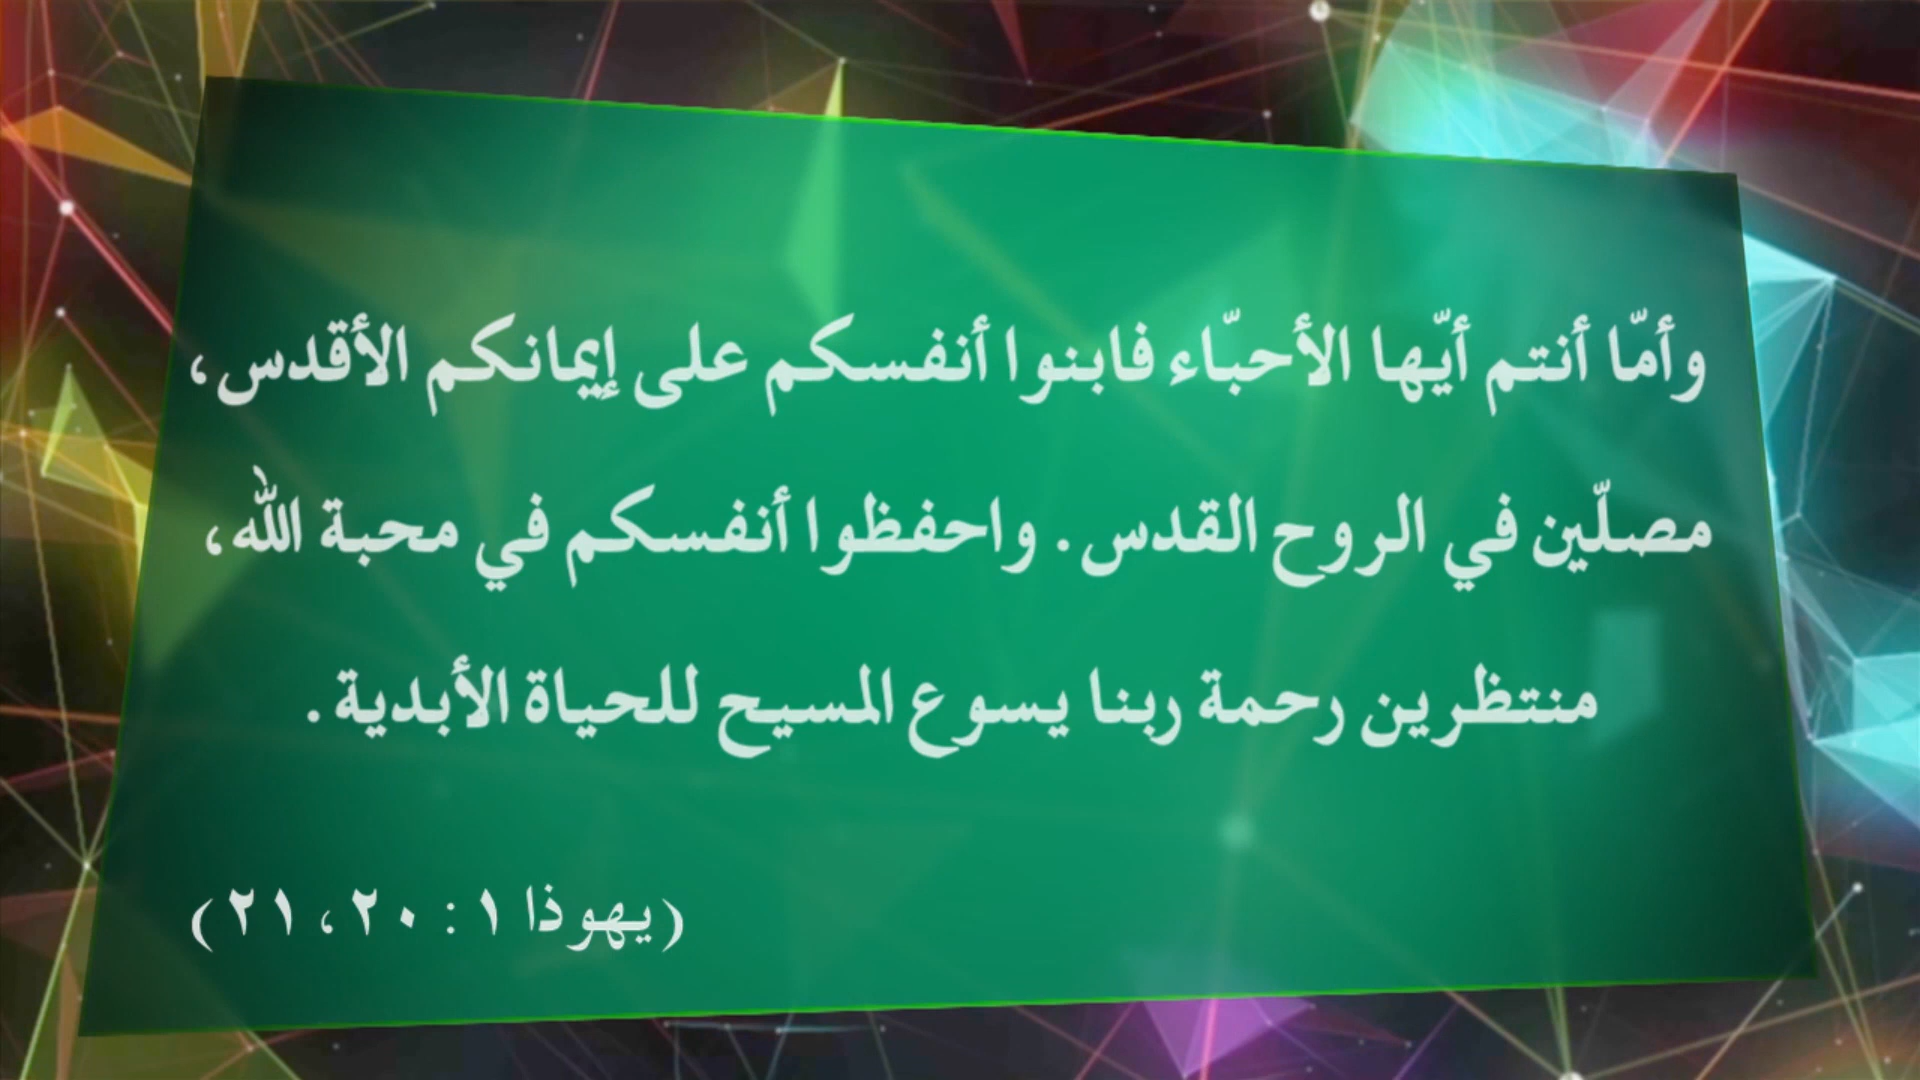 وأمّا أنتم أيّها الأحبّاء فابنوا أنفسكم على إيمانكم الأقدس،
مصلّين في الروح القدس. واحفظوا أنفسكم في محبة الله،
منتظرين رحمة ربنا يسوع المسيح للحياة الأبدية.
(يهوذا ١: ٢٠، ٢١)